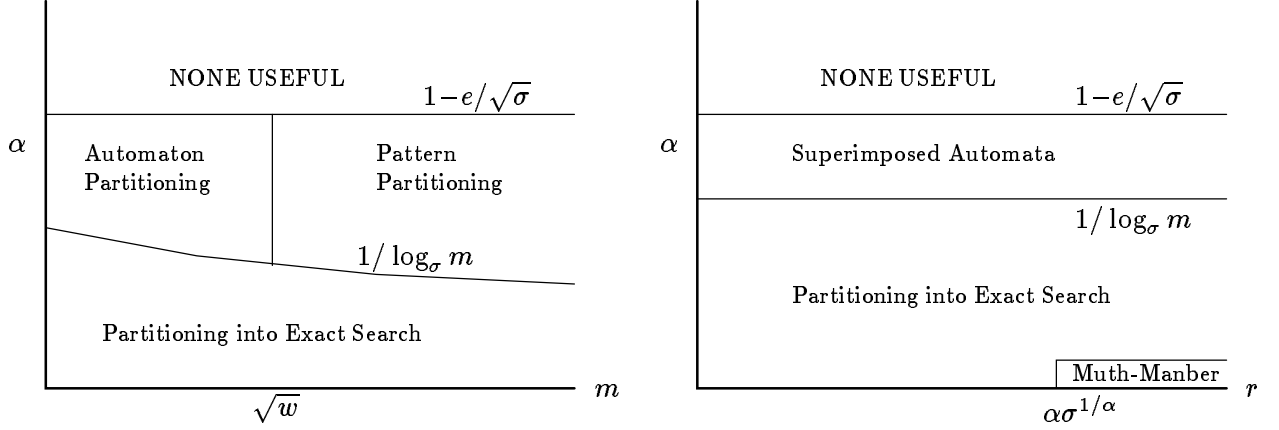 NONE USEFUL
1−e/√σ
α
Automaton
Partitioning
Pattern
Partitioning
1/ log_σ m
Partitioning into Exact Search
m
√w
NONE USEFUL
1−e/√σ
α
Superimposed Automata
1/ log_σ m
Partitioning into Exact Search
Muth-Manber
r
ασ^{1/α}